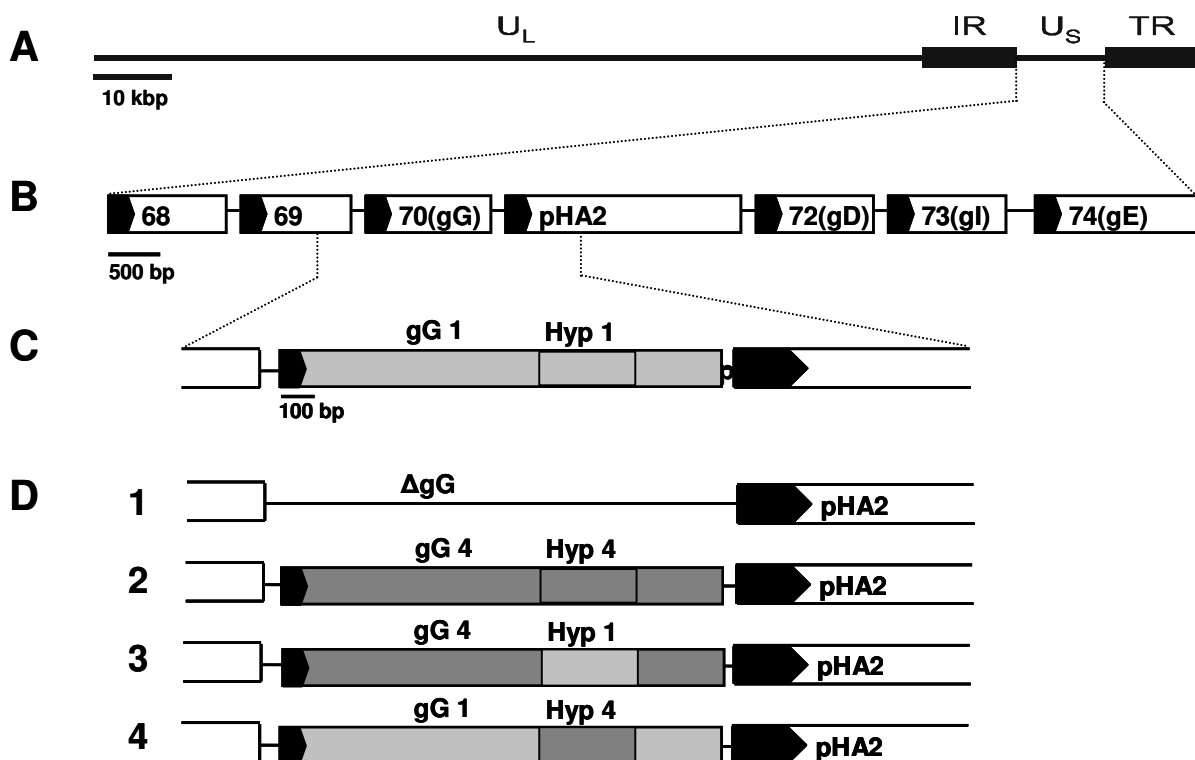 A
U_L IR U_S TR
10 kbp
B
68 69 70(gG) pHA2 72(gD) 73(gI) 74(gE)
500 bp
C
gG 1 Hyp 1
100 bp
D
1 ΔgG pHA2
gG 4 Hyp 4
2 pHA2
gG 4 Hyp 1
3 pHA2
gG 1 Hyp 4
4 pHA2